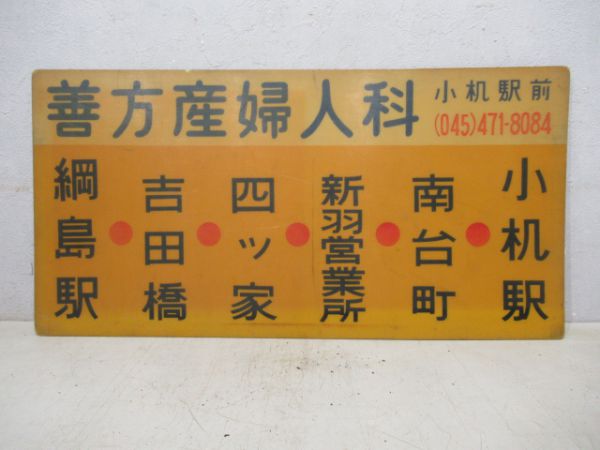 善方産婦人科
小机駅前
(045)471-8084
綱島駅
吉田橋
四ッ家
新羽営業所
南台町
小机駅